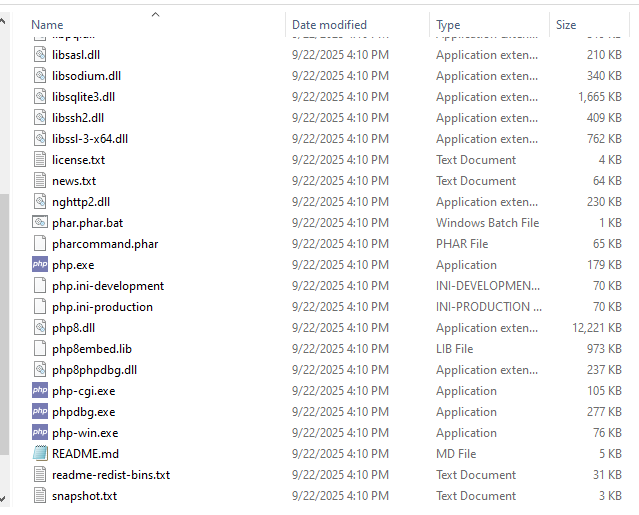 Name Date modified Type Size
libsasl.dll 9/22/2025 4:10 PM Application exten... 210 KB
libsodium.dll 9/22/2025 4:10 PM Application exten... 340 KB
libsqlite3.dll 9/22/2025 4:10 PM Application exten... 1,665 KB
libssh2.dll 9/22/2025 4:10 PM Application exten... 409 KB
libssl-3-x64.dll 9/22/2025 4:10 PM Application exten... 762 KB
license.txt 9/22/2025 4:10 PM Text Document 4 KB
news.txt 9/22/2025 4:10 PM Text Document 64 KB
nghttp2.dll 9/22/2025 4:10 PM Application exten... 230 KB
phar.phar.bat 9/22/2025 4:10 PM Windows Batch File 1 KB
pharcommand.phar 9/22/2025 4:10 PM PHAR File 65 KB
php php.exe 9/22/2025 4:10 PM Application 179 KB
php.ini-development 9/22/2025 4:10 PM INI-DEVELOPMEN... 70 KB
php.ini-production 9/22/2025 4:10 PM INI-PRODUCTION ... 70 KB
php8.dll 9/22/2025 4:10 PM Application exten... 12,221 KB
php8embed.lib 9/22/2025 4:10 PM LIB File 973 KB
php8phpdbg.dll 9/22/2025 4:10 PM Application exten... 237 KB
php php-cgi.exe 9/22/2025 4:10 PM Application 105 KB
php phpdbg.exe 9/22/2025 4:10 PM Application 277 KB
php php-win.exe 9/22/2025 4:10 PM Application 76 KB
README.md 9/22/2025 4:10 PM MD File 5 KB
readme-redist-bins.txt 9/22/2025 4:10 PM Text Document 31 KB
snapshot.txt 9/22/2025 4:10 PM Text Document 3 KB